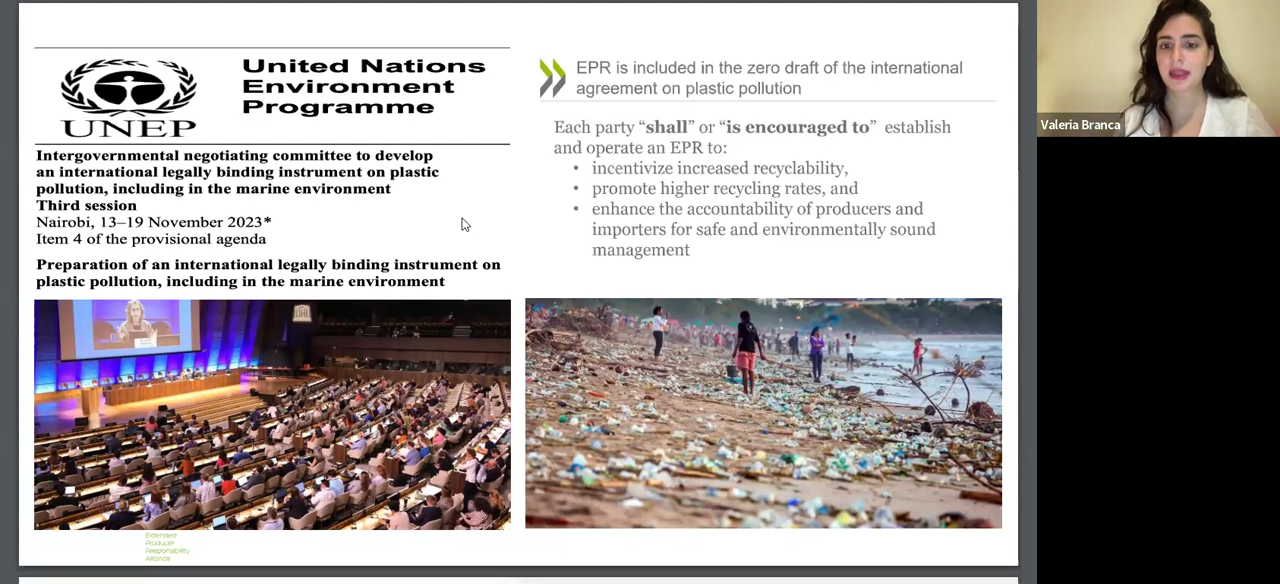 UNEP
United Nations
Environment
Programme
Intergovernmental negotiating committee to develop
an international legally binding instrument on plastic
pollution, including in the marine environment
Third session
Nairobi, 13–19 November 2023*
Item 4 of the provisional agenda
Preparation of an international legally binding instrument on
plastic pollution, including in the marine environment
EPR is included in the zero draft of the international
agreement on plastic pollution
Each party “shall” or “is encouraged to” establish
and operate an EPR to:
• incentivize increased recyclability,
• promote higher recycling rates, and
• enhance the accountability of producers and
importers for safe and environmentally sound
management
Extended
Producer
Responsibility
Alliance
Valeria Branca